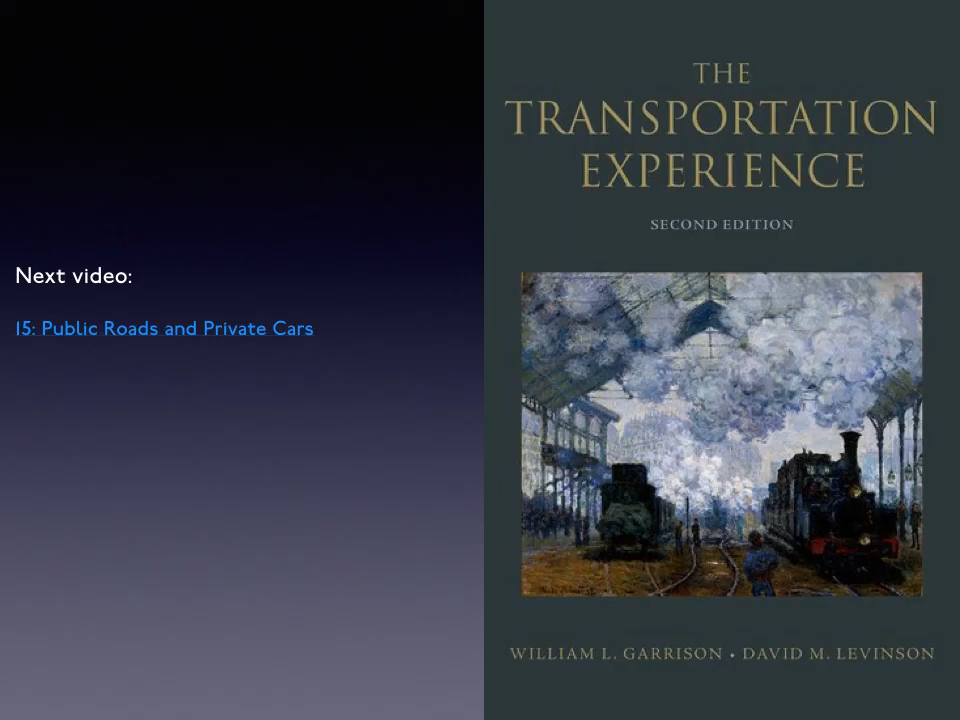 Next video:
15: Public Roads and Private Cars
THE
TRANSPORTATION
EXPERIENCE
SECOND EDITION
WILLIAM L. GARRISON • DAVID M. LEVINSON